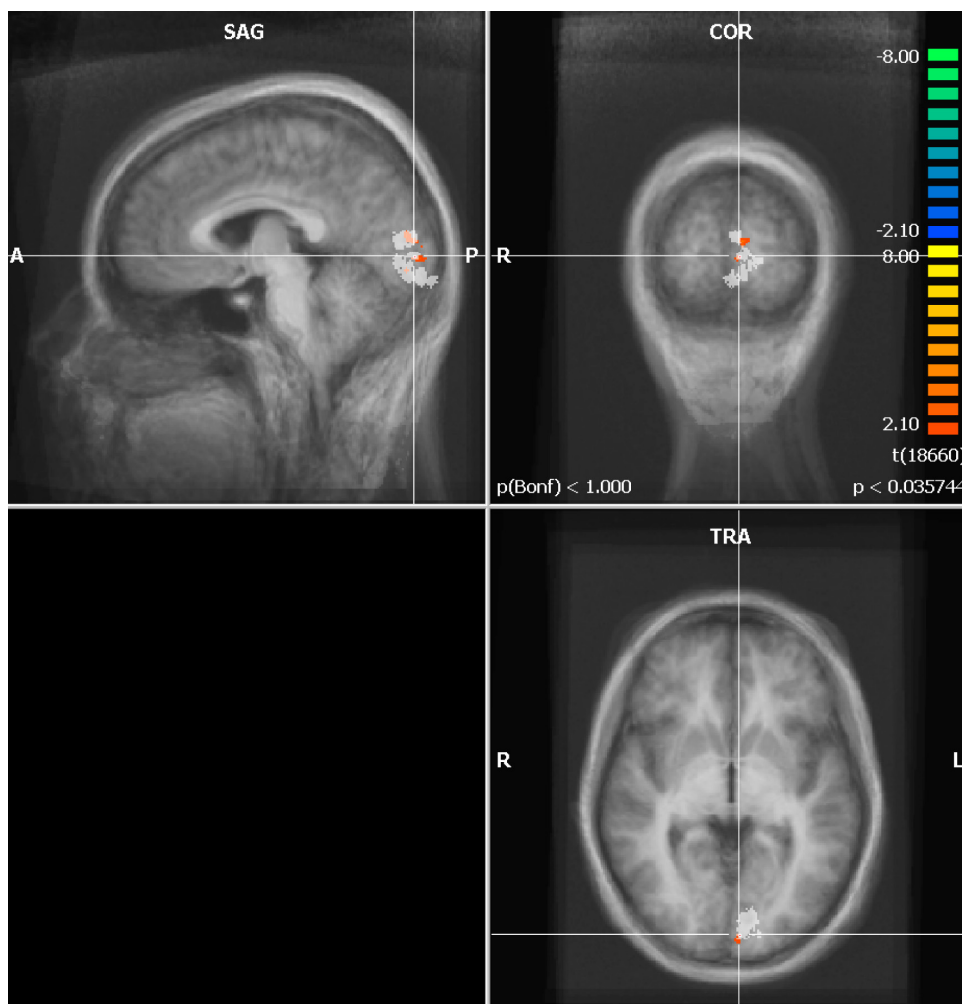 SAG
A
P
COR
R
-8.00
-2.10
8.00
2.10
t(18660)
p(Bonf) < 1.000
p < 0.035744
TRA
R
L